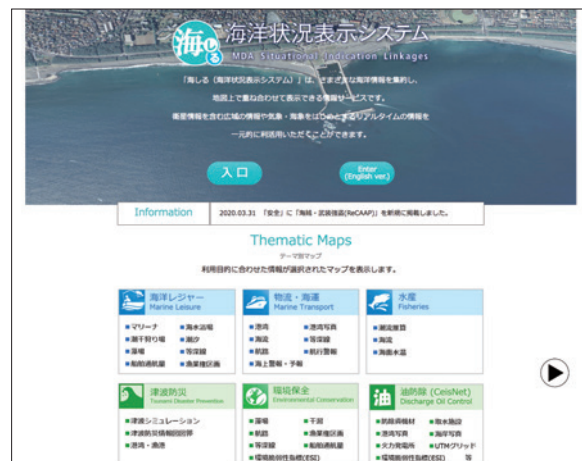 海しる
海洋状況表示システム
MDA Situational Indication Linkages
「海しる(海洋状況表示システム)」は、さまざまな海洋情報を集約し、
地図上で重ね合わせて表示できる情報サービスです。
衛星情報を含む広域の情報や気象・海象をはじめとするリアルタイムの情報を
一元的に利活用いただくことができます。
入口
Enter
(English ver.)
Information
2020.03.31 「安全」に「海賊・武装強盗(ReCAAP)」を新規に掲載しました。
Thematic Maps
テーマ別マップ
利用目的に合わせた情報が選択されたマップを表示します。
海洋レジャー
Marine Leisure
■マリーナ ■海水浴場
■潮干狩り場 ■潮汐
■藻場 ■等深線
■船舶通航量 ■漁業権区画
物流・海運
Marine Transport
■港湾 ■港湾写真
■海流 ■等深線
■航路 ■航行警報
■海上警報・予報
水産
Fisheries
■潮流推算
■海流
■海面水温
津波防災
Tsunami Disaster Prevention
■津波シミュレーション
■津波防災情報図図郭
■港湾・漁港
環境保全
Environmental Conservation
■藻場 ■干潟
■航路 ■漁業権区画
■等深線 ■船舶通航量
■環境脆弱性指標(ESI)
油
油防除 (CeisNet)
Discharge Oil Control
■防除資機材 ■取水施設
■港湾写真 ■海岸写真
■火力発電所 ■UTMグリッド
■環境脆弱性指標(ESI) 等